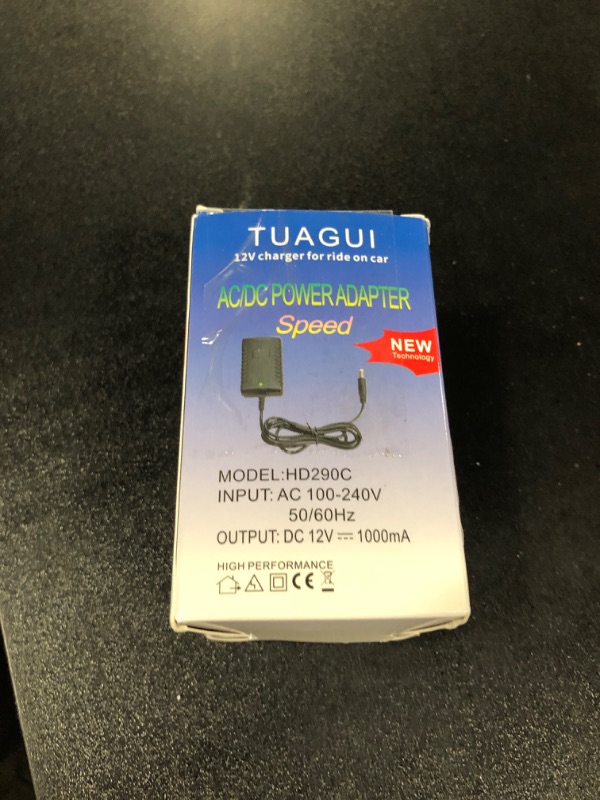 TUAGUI
12V charger for ride on car
AC/DC POWER ADAPTER
Speed
NEW
Technology
MODEL:HD290C
INPUT: AC 100-240V
50/60Hz
OUTPUT: DC 12V ⎓ 1000mA
HIGH PERFORMANCE
CE